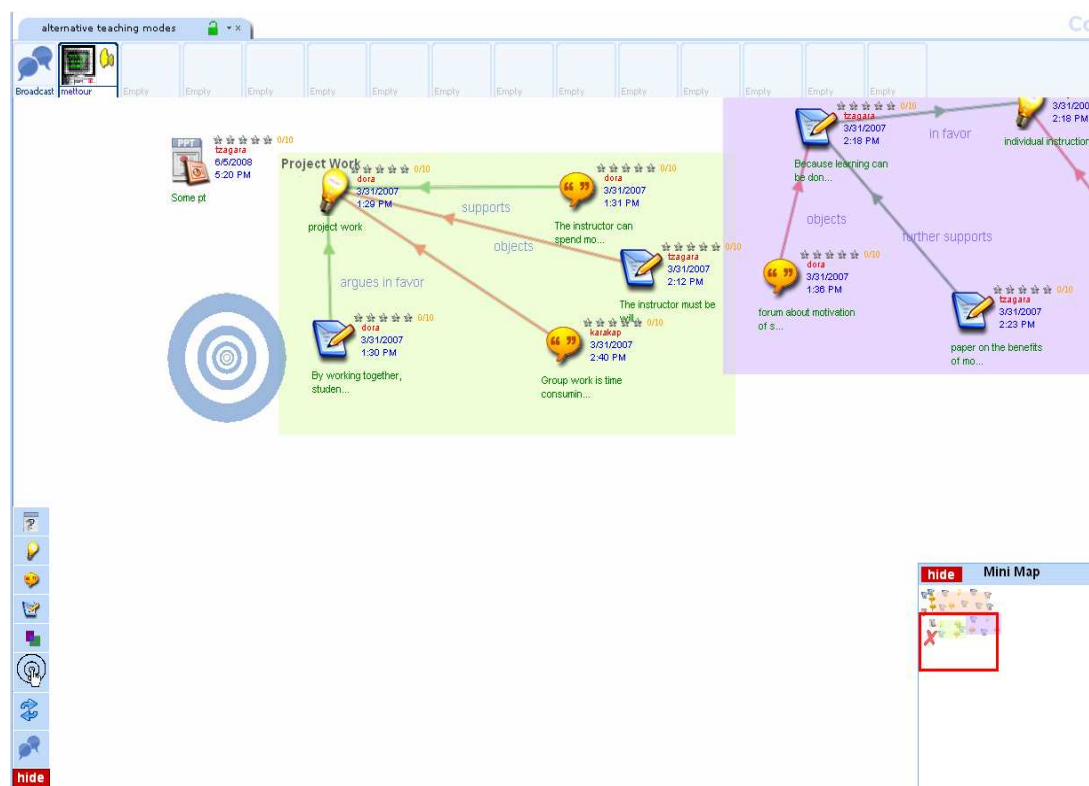 alternative teaching modes
Co
Broadcast
mettour
Empty
Empty
Empty
Empty
Empty
Empty
Empty
Empty
Empty
Empty
Empty
Empty
Empty
PPT
0/10
tzagara
6/5/2008
5:20 PM
Some pt
Project Work
0/10
dora
3/31/2007
1:29 PM
project work
0/10
dora
3/31/2007
1:31 PM
The instructor can
spend mo...
supports
objects
0/10
tzagara
3/31/2007
2:12 PM
The instructor must be
will...
argues in favor
0/10
dora
3/31/2007
1:30 PM
By working together,
studen...
0/10
karakap
3/31/2007
2:40 PM
Group work is time
consumin...
0/10
tzagara
3/31/2007
2:18 PM
Because learning can
be don...
in favor
3/31/2007
2:18 PM
individual instruction
objects
further supports
0/10
dora
3/31/2007
1:36 PM
forum about motivation
of s...
0/10
tzagara
3/31/2007
2:23 PM
paper on the benefits
of mo...
hide
Mini Map
hide